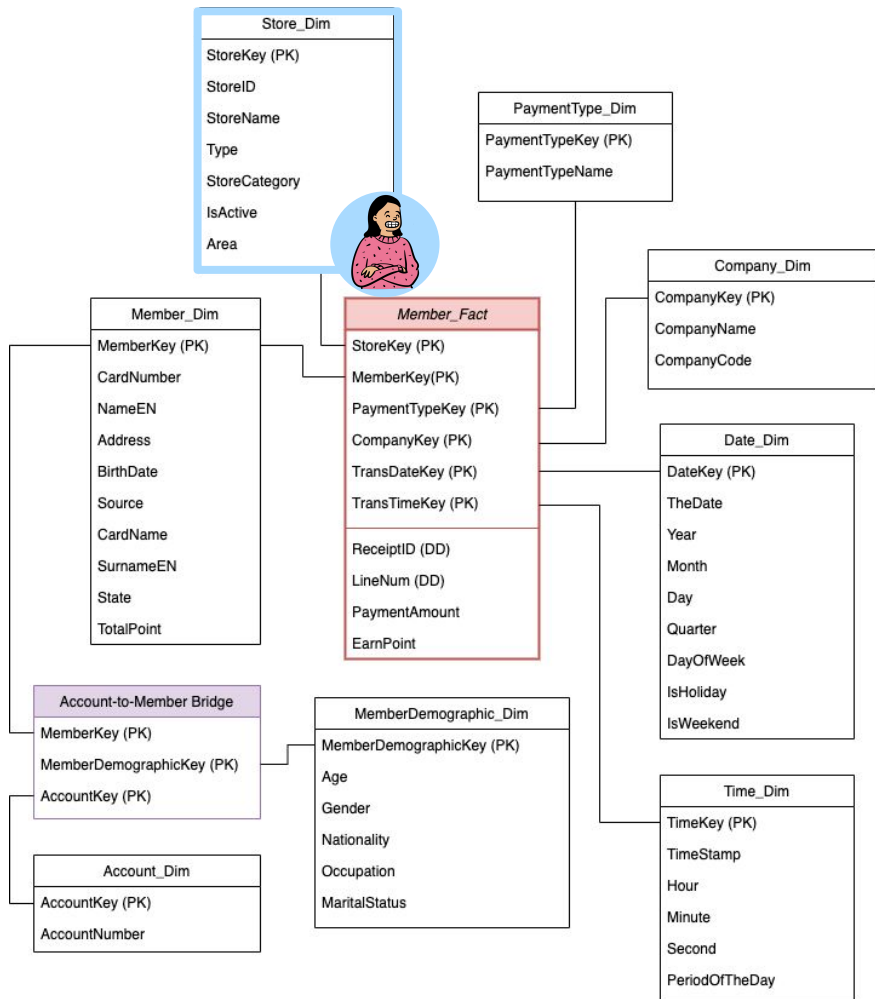 Store_Dim
StoreKey (PK)
StoreID
StoreName
Type
StoreCategory
IsActive
Area
PaymentType_Dim
PaymentTypeKey (PK)
PaymentTypeName
Company_Dim
CompanyKey (PK)
CompanyName
CompanyCode
Member_Dim
MemberKey (PK)
CardNumber
NameEN
Address
BirthDate
Source
CardName
SurnameEN
State
TotalPoint
Member_Fact
StoreKey (PK)
MemberKey(PK)
PaymentTypeKey (PK)
CompanyKey (PK)
TransDateKey (PK)
TransTimeKey (PK)
ReceiptID (DD)
LineNum (DD)
PaymentAmount
EarnPoint
Date_Dim
DateKey (PK)
TheDate
Year
Month
Day
Quarter
DayOfWeek
IsHoliday
IsWeekend
Account-to-Member Bridge
MemberKey (PK)
MemberDemographicKey (PK)
AccountKey (PK)
MemberDemographic_Dim
MemberDemographicKey (PK)
Age
Gender
Nationality
Occupation
MaritalStatus
Time_Dim
TimeKey (PK)
TimeStamp
Hour
Minute
Second
PeriodOfTheDay
Account_Dim
AccountKey (PK)
AccountNumber